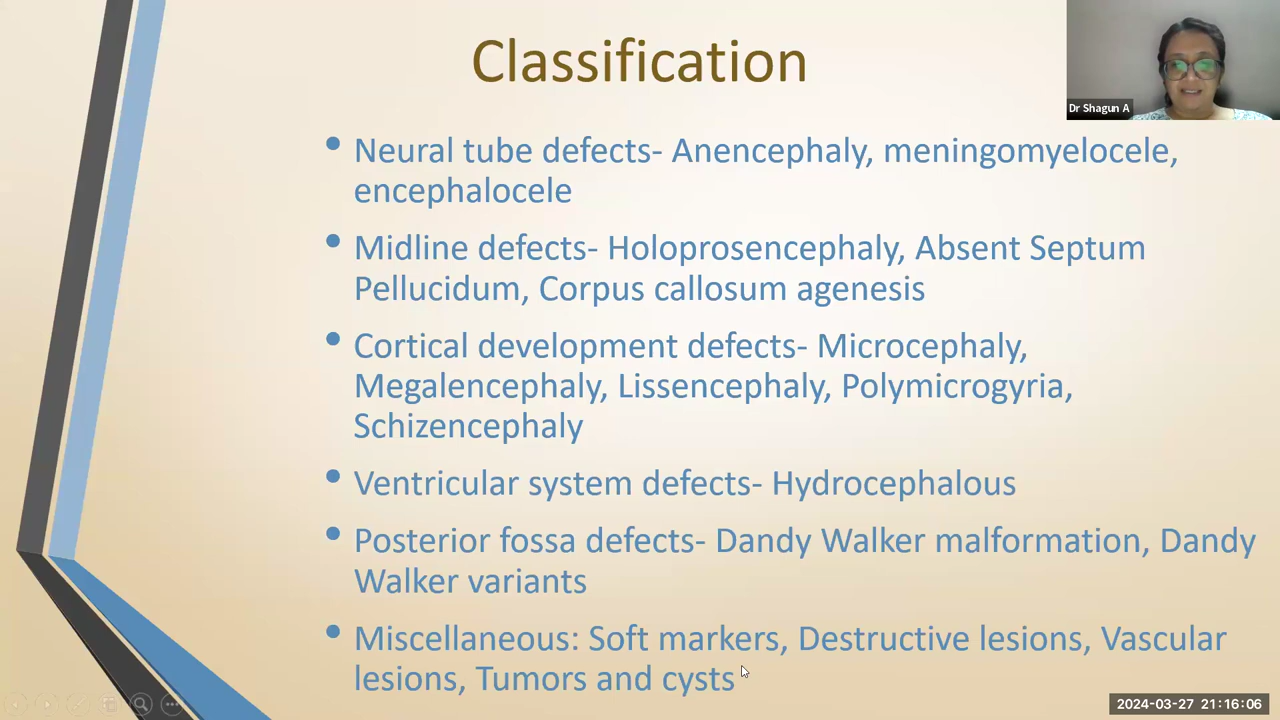 Classification
Dr Shagun A
• Neural tube defects- Anencephaly, meningomyelocele,
encephalocele
• Midline defects- Holoprosencephaly, Absent Septum
Pellucidum, Corpus callosum agenesis
• Cortical development defects- Microcephaly,
Megalencephaly, Lissencephaly, Polymicrogyria,
Schizencephaly
• Ventricular system defects- Hydrocephalous
• Posterior fossa defects- Dandy Walker malformation, Dandy
Walker variants
• Miscellaneous: Soft markers, Destructive lesions, Vascular
lesions, Tumors and cysts
2024-03-27 21:16:06